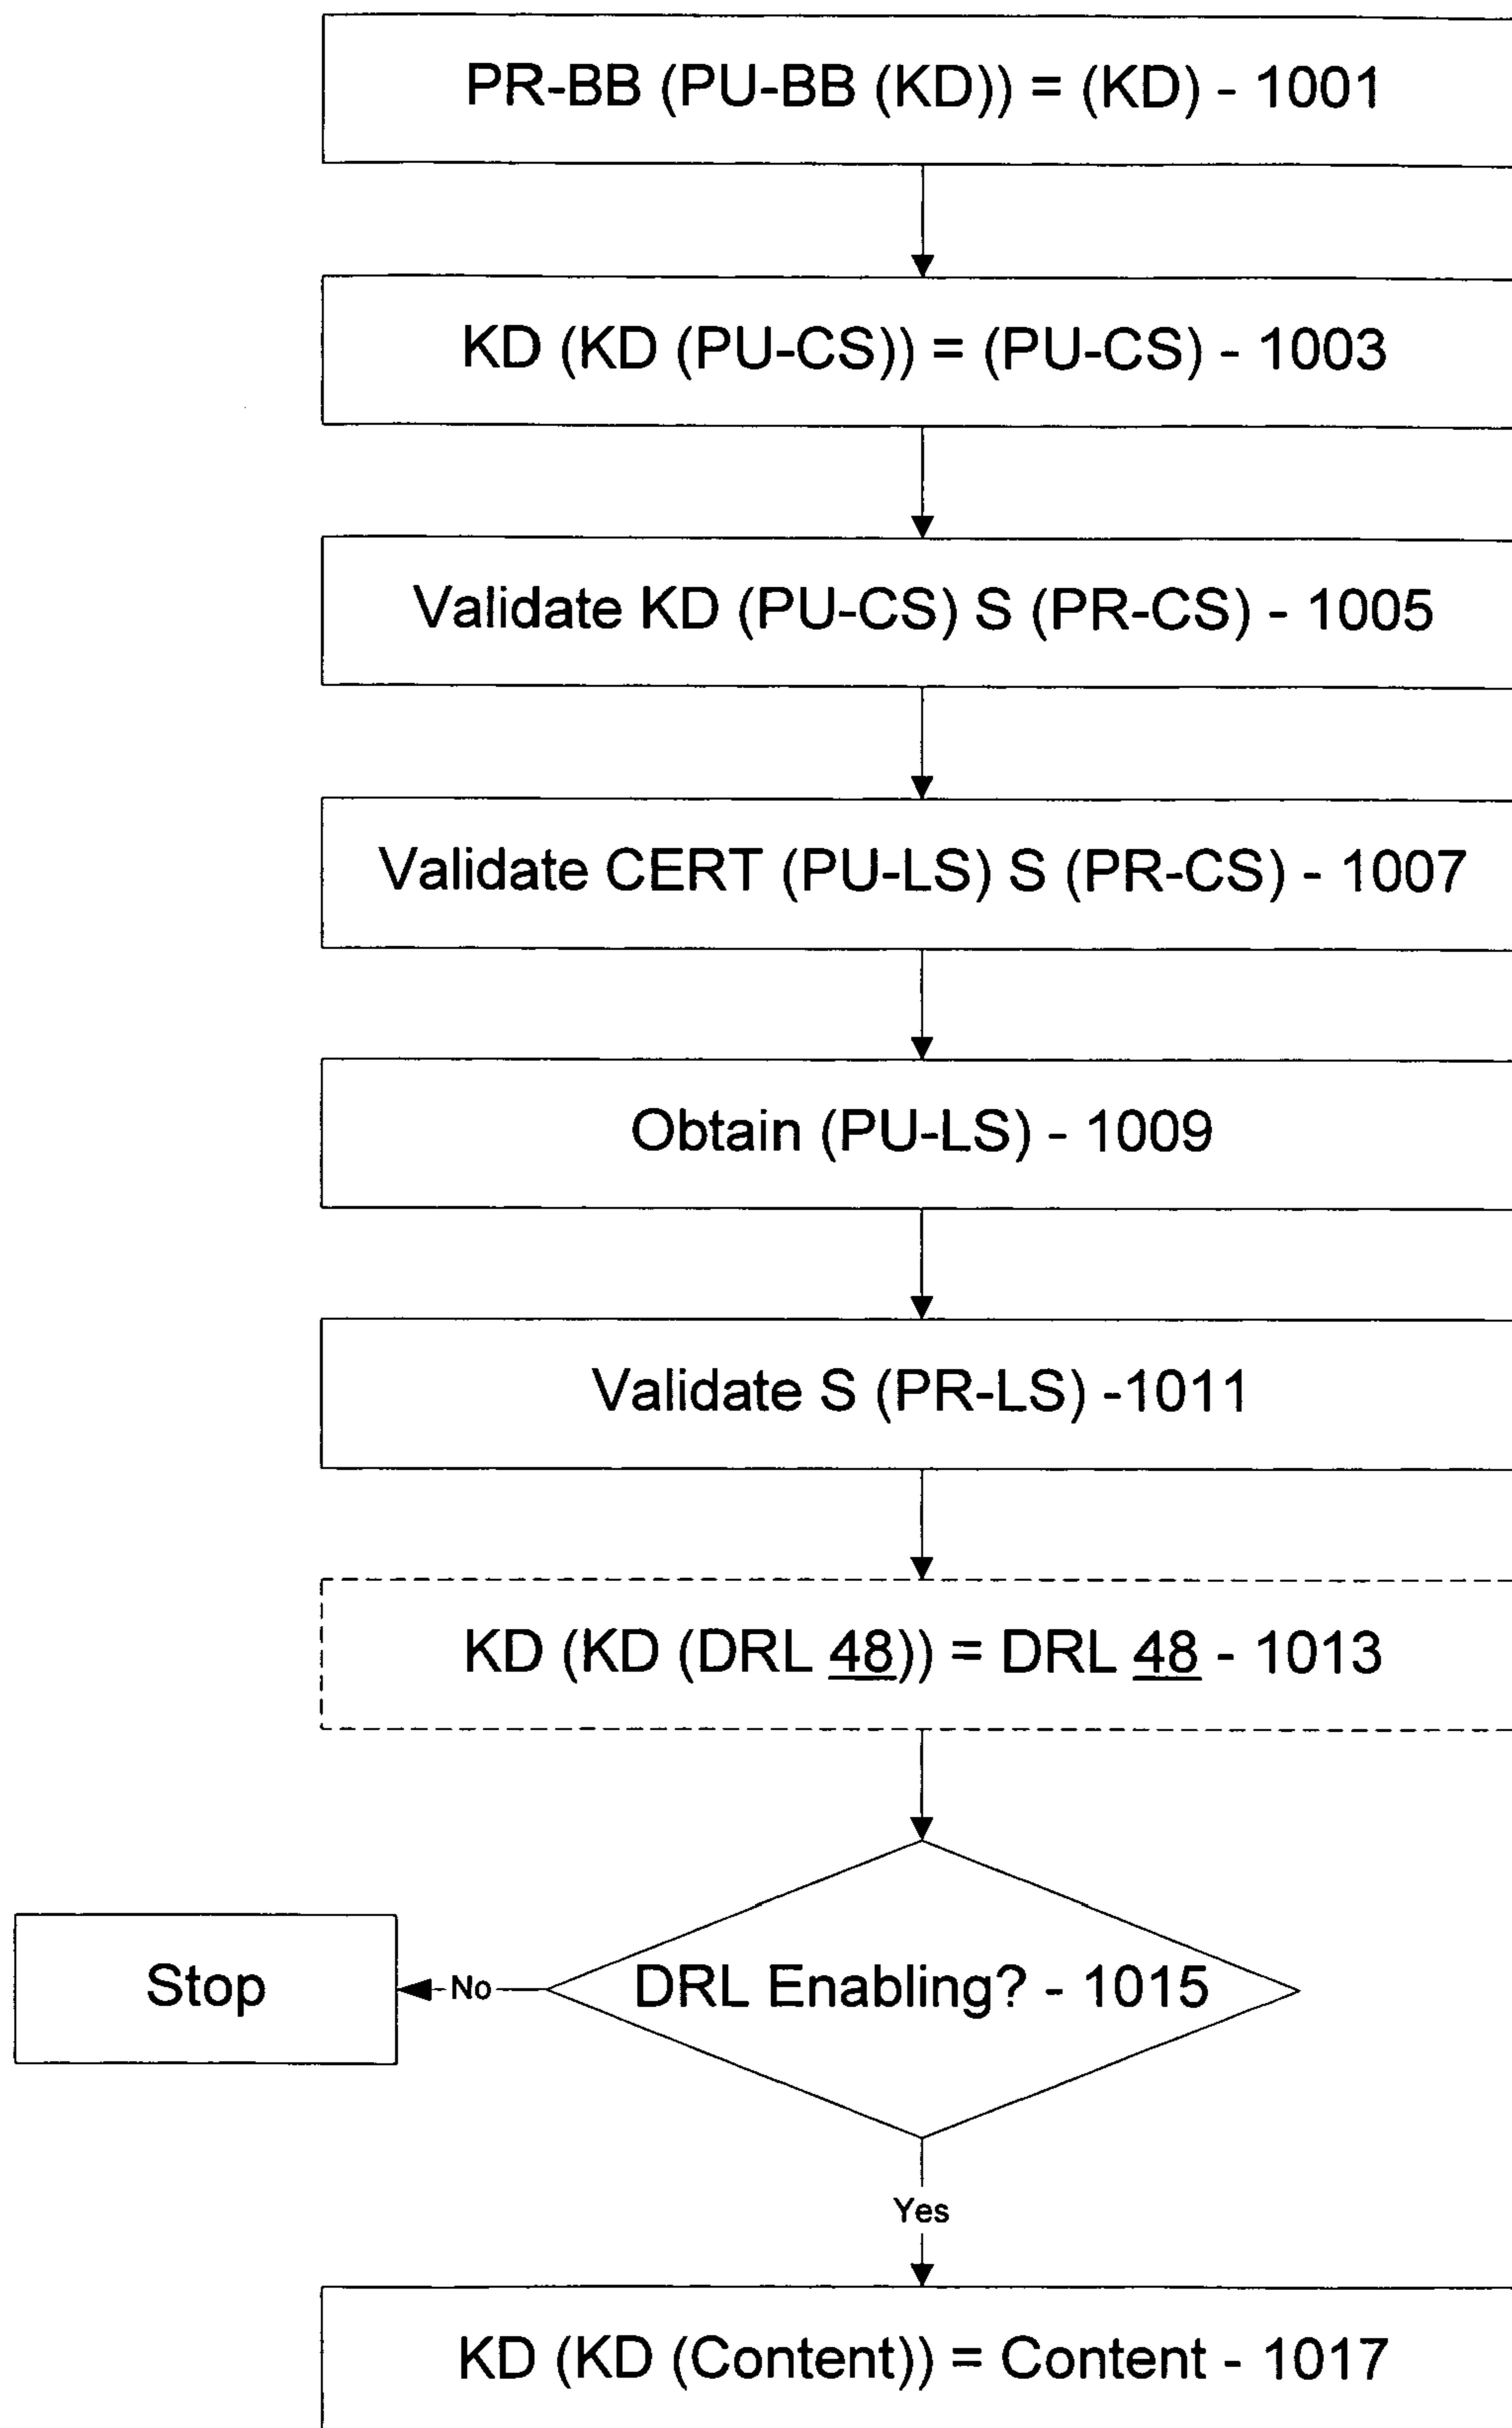 PR-BB (PU-BB (KD)) = (KD) - 1001
KD (KD (PU-CS)) = (PU-CS) - 1003
Validate KD (PU-CS) S (PR-CS) - 1005
Validate CERT (PU-LS) S (PR-CS) - 1007
Obtain (PU-LS) - 1009
Validate S (PR-LS) -1011
KD (KD (DRL 48)) = DRL 48 - 1013
DRL Enabling? - 1015
No
Stop
Yes
KD (KD (Content)) = Content - 1017